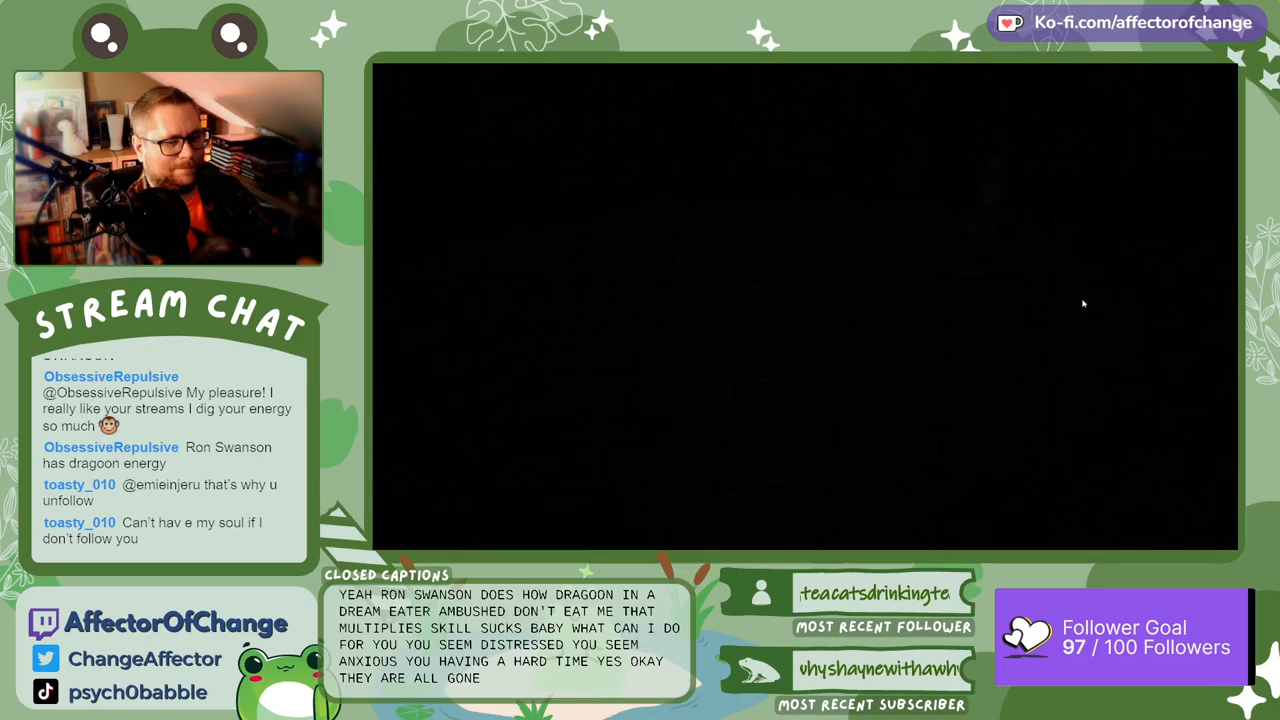 Ko-fi.com/affectorofchange
STREAM CHAT
ObsessiveRepulsive
@ObsessiveRepulsive My pleasure! I
really like your streams I dig your energy
so much
ObsessiveRepulsive Ron Swanson
has dragoon energy
toasty_010 @emieinjeru that's why u
unfollow
toasty_010 Can't hav e my soul if I
don't follow you
AffectorOfChange
ChangeAffector
psych0babble
CLOSED CAPTIONS
YEAH RON SWANSON DOES HOW DRAGOON IN A
DREAM EATER AMBUSHED DON'T EAT ME THAT
MULTIPLIES SKILL SUCKS BABY WHAT CAN I DO
FOR YOU YOU SEEM DISTRESSED YOU SEEM
ANXIOUS YOU HAVING A HARD TIME YES OKAY
THEY ARE ALL GONE
teacatsdrinkingte
MOST RECENT FOLLOWER
whyshaynewithawh
MOST RECENT SUBSCRIBER
Follower Goal
97 / 100 Followers